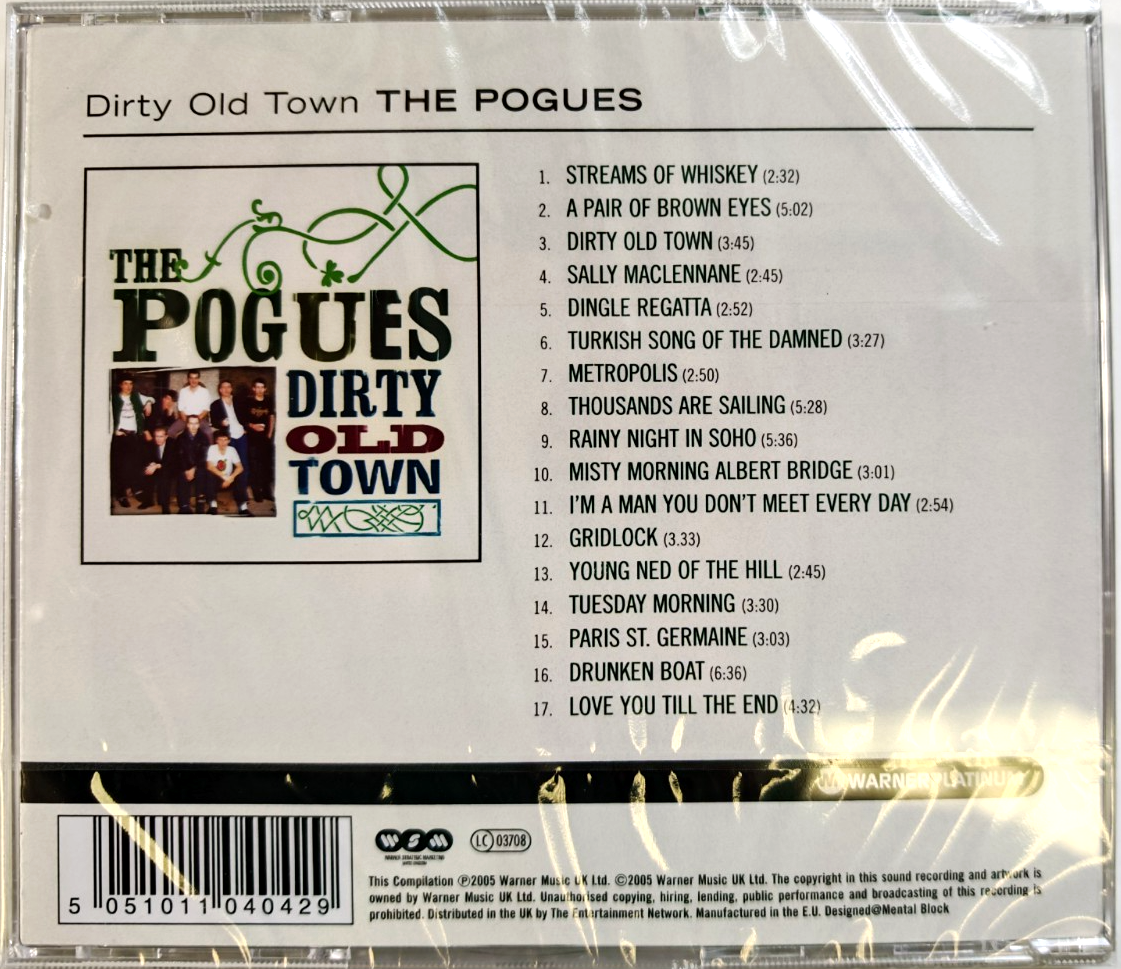 Dirty Old Town THE POGUES
THE
POGUES
DIRTY
OLD
TOWN
1. STREAMS OF WHISKEY (2:32)
2. A PAIR OF BROWN EYES (5:02)
3. DIRTY OLD TOWN (3:45)
4. SALLY MACLENNANE (2:45)
5. DINGLE REGATTA (2:52)
6. TURKISH SONG OF THE DAMNED (3:27)
7. METROPOLIS (2:50)
8. THOUSANDS ARE SAILING (5:28)
9. RAINY NIGHT IN SOHO (5:36)
10. MISTY MORNING ALBERT BRIDGE (3:01)
11. I'M A MAN YOU DON'T MEET EVERY DAY (2:54)
12. GRIDLOCK (3.33)
13. YOUNG NED OF THE HILL (2:45)
14. TUESDAY MORNING (3:30)
15. PARIS ST. GERMAINE (3:03)
16. DRUNKEN BOAT (6:36)
17. LOVE YOU TILL THE END (4:32)
WARNER PLATINUM
5 051011 040429
WSM
LC 03708
This Compilation ℗2005 Warner Music UK Ltd. ©2005 Warner Music UK Ltd. The copyright in this sound recording and artwork is
owned by Warner Music UK Ltd. Unauthorised copying, hiring, lending, public performance and broadcasting of this recording is
prohibited. Distributed in the UK by The Entertainment Network. Manufactured in the E.U. Designed@Mental Block